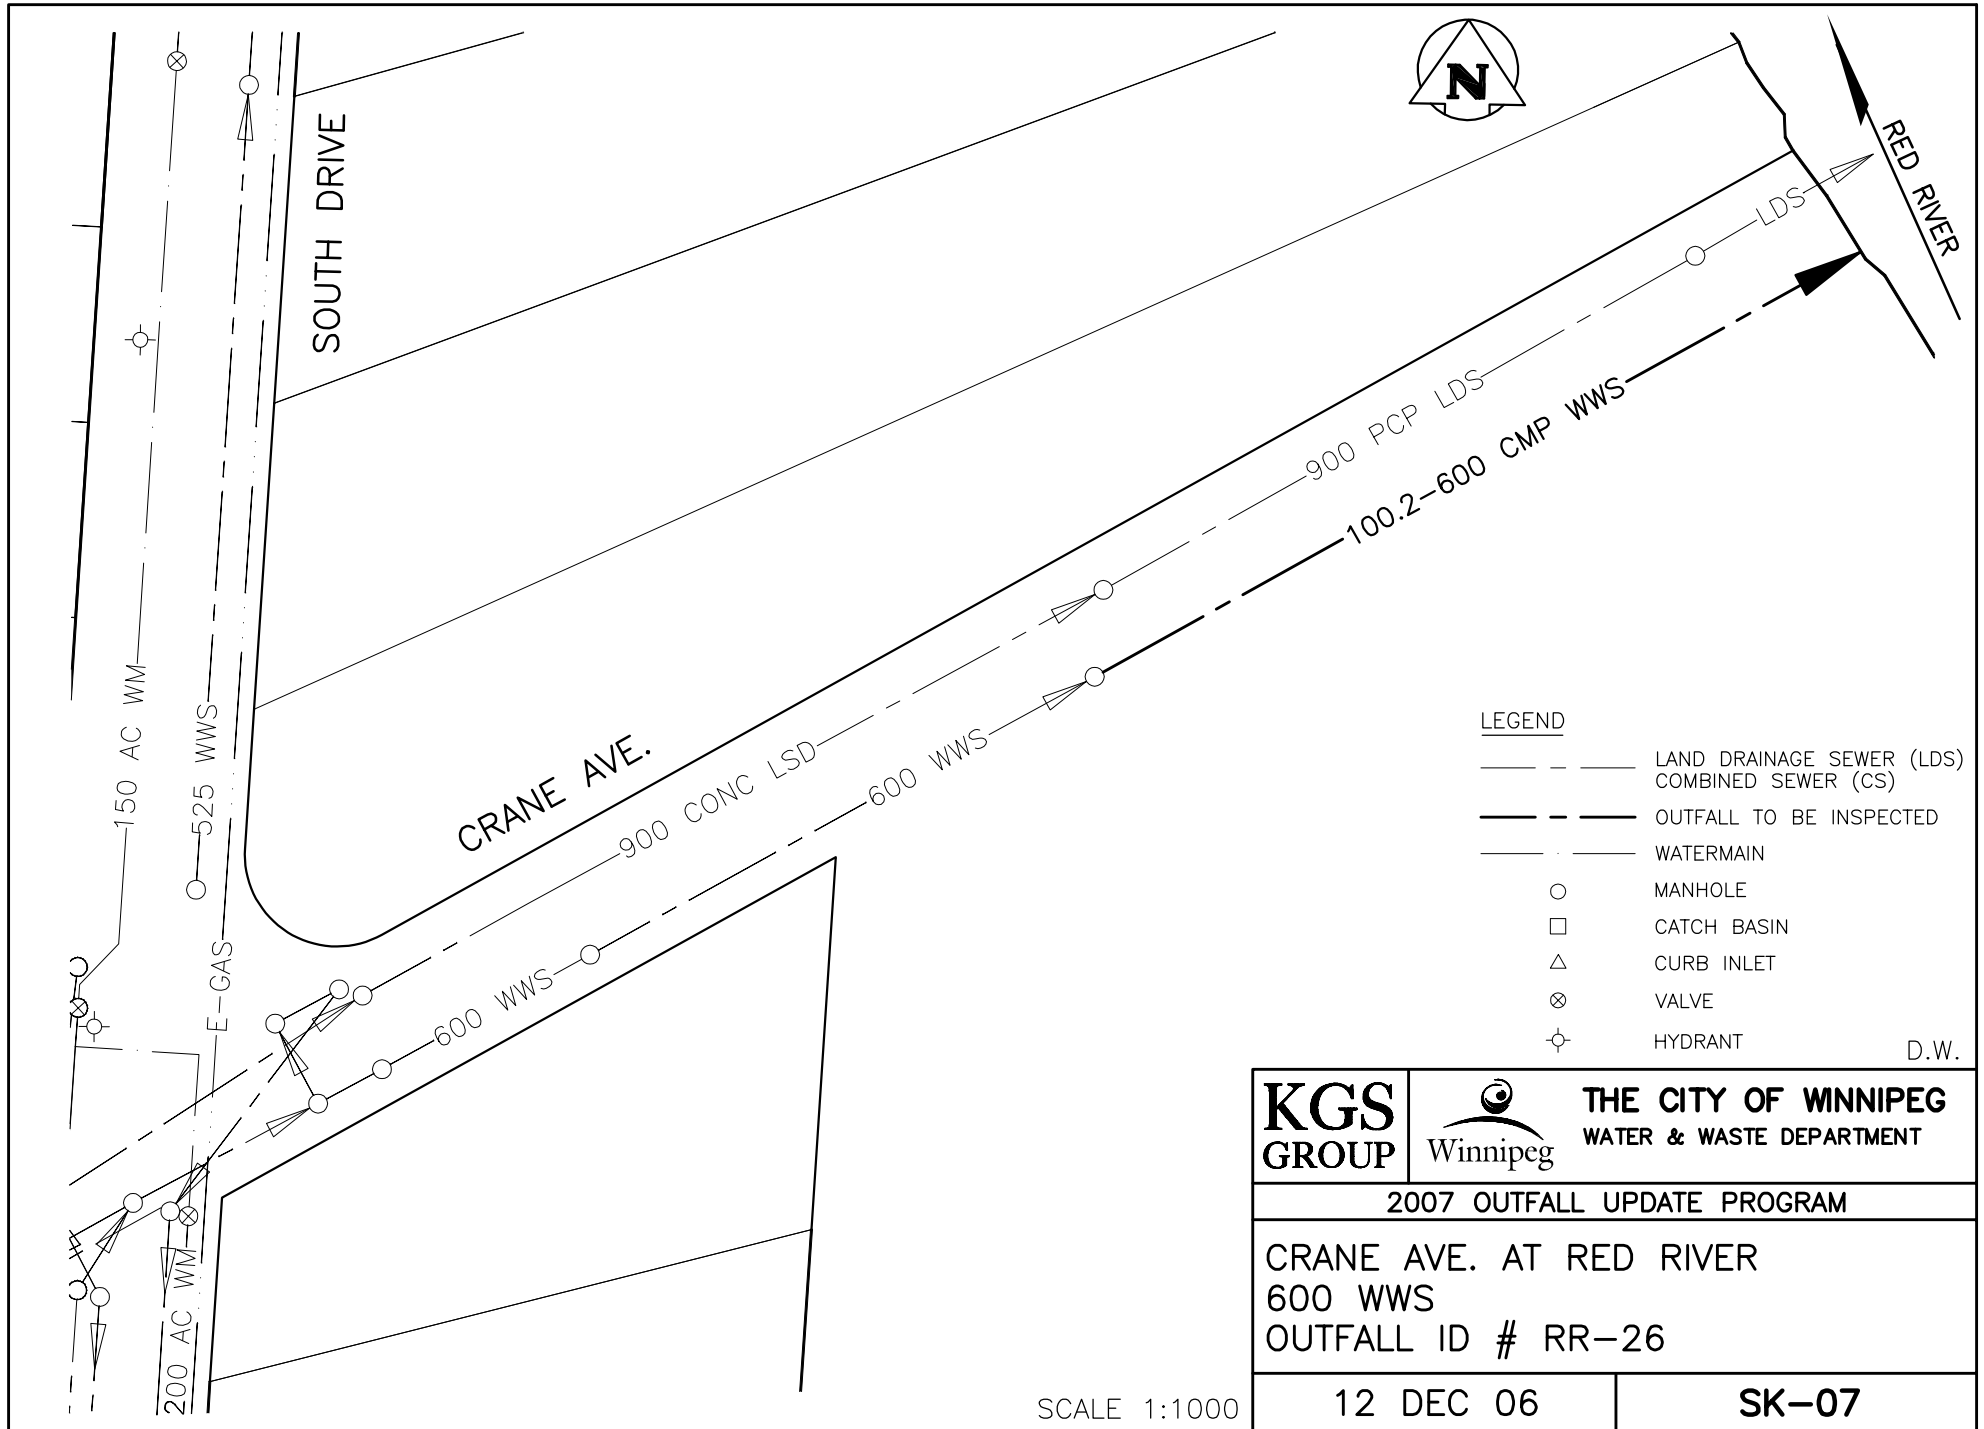 N
RED RIVER
SOUTH DRIVE
LDS
900 PCP LDS
100.2-600 CMP WWS
150 AC WM
525 WWS
CRANE AVE.
900 CONC LSD
600 WWS
E-GAS
600 WWS
200 AC WM
LEGEND
LAND DRAINAGE SEWER (LDS)
COMBINED SEWER (CS)
OUTFALL TO BE INSPECTED
WATERMAIN
MANHOLE
CATCH BASIN
CURB INLET
VALVE
HYDRANT
D.W.
KGS
GROUP
Winnipeg
THE CITY OF WINNIPEG
WATER & WASTE DEPARTMENT
2007 OUTFALL UPDATE PROGRAM
CRANE AVE. AT RED RIVER
600 WWS
OUTFALL ID # RR-26
SCALE 1:1000
12 DEC 06
SK-07